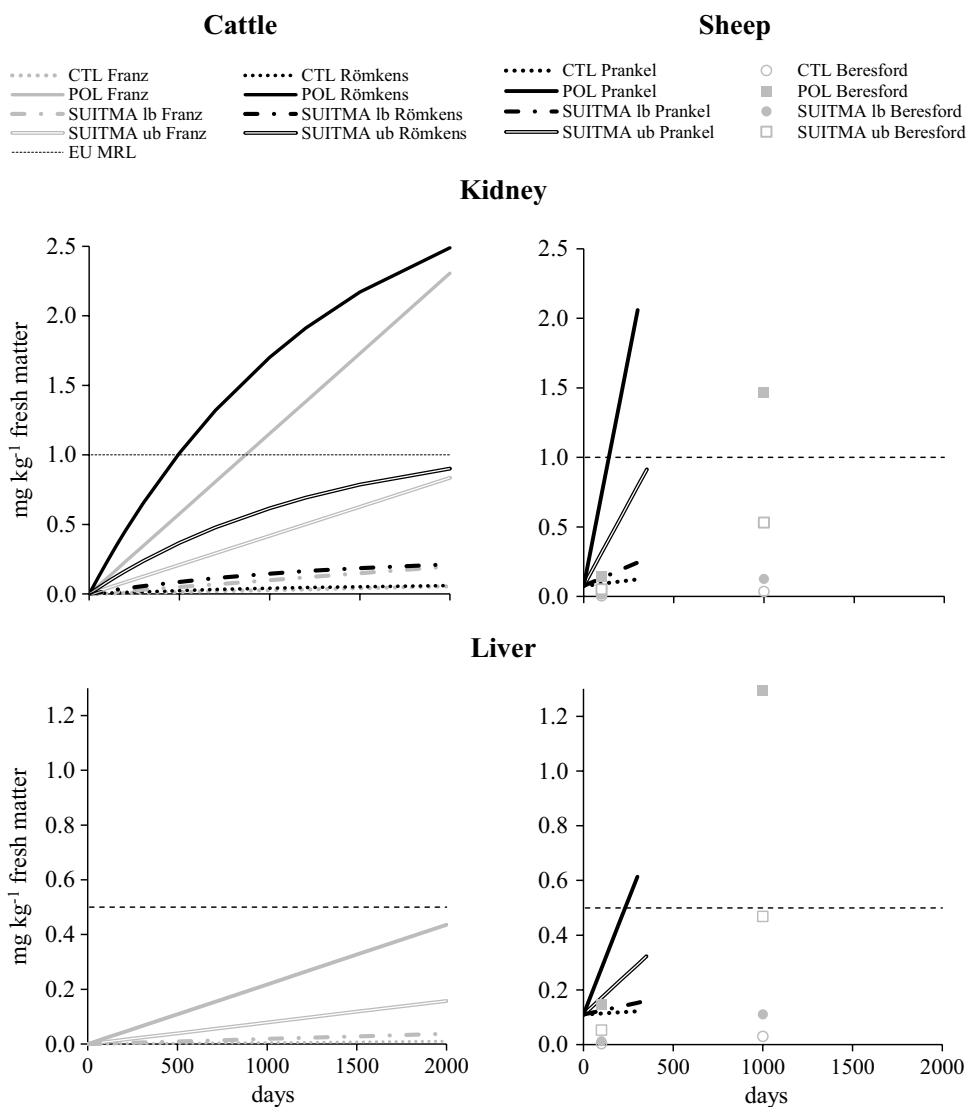 Cattle
Sheep
CTL Franz
POL Franz
SUITMA lb Franz
SUITMA ub Franz
EU MRL
CTL Römkens
POL Römkens
SUITMA lb Römkens
SUITMA ub Römkens
CTL Prankel
POL Prankel
SUITMA lb Prankel
SUITMA ub Prankel
CTL Beresford
POL Beresford
SUITMA lb Beresford
SUITMA ub Beresford
Kidney
mg kg⁻¹ fresh matter
2.5
2.0
1.5
1.0
0.5
0.0
2.5
2.0
1.5
1.0
0.5
0.0
0 500 1000 1500 2000
Liver
mg kg⁻¹ fresh matter
1.2
1.0
0.8
0.6
0.4
0.2
0.0
0 500 1000 1500 2000
days
1.2
1.0
0.8
0.6
0.4
0.2
0.0
0 500 1000 1500 2000
days